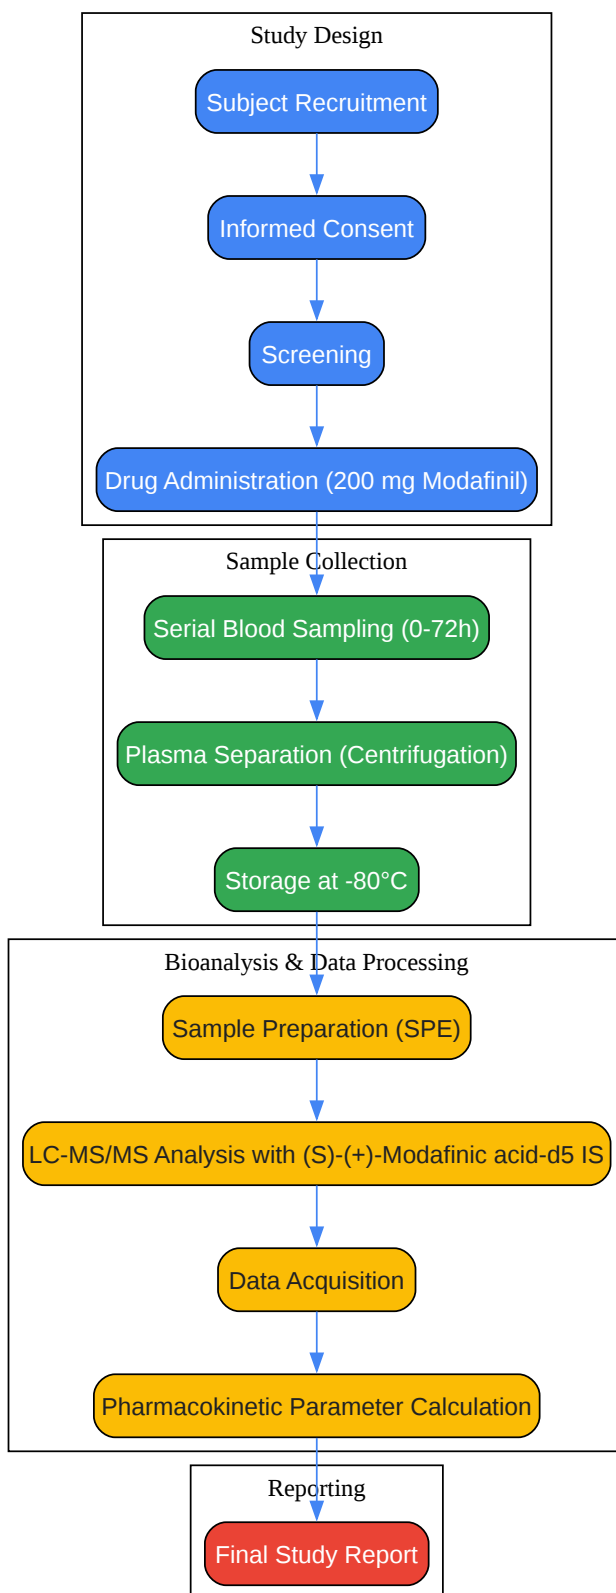 Study Design
Subject Recruitment
Informed Consent
Screening
Drug Administration (200 mg Modafinil)
Sample Collection
Serial Blood Sampling (0-72h)
Plasma Separation (Centrifugation)
Storage at -80°C
Bioanalysis & Data Processing
Sample Preparation (SPE)
LC-MS/MS Analysis with (S)-(+)-Modafinic acid-d5 IS
Data Acquisition
Pharmacokinetic Parameter Calculation
Reporting
Final Study Report